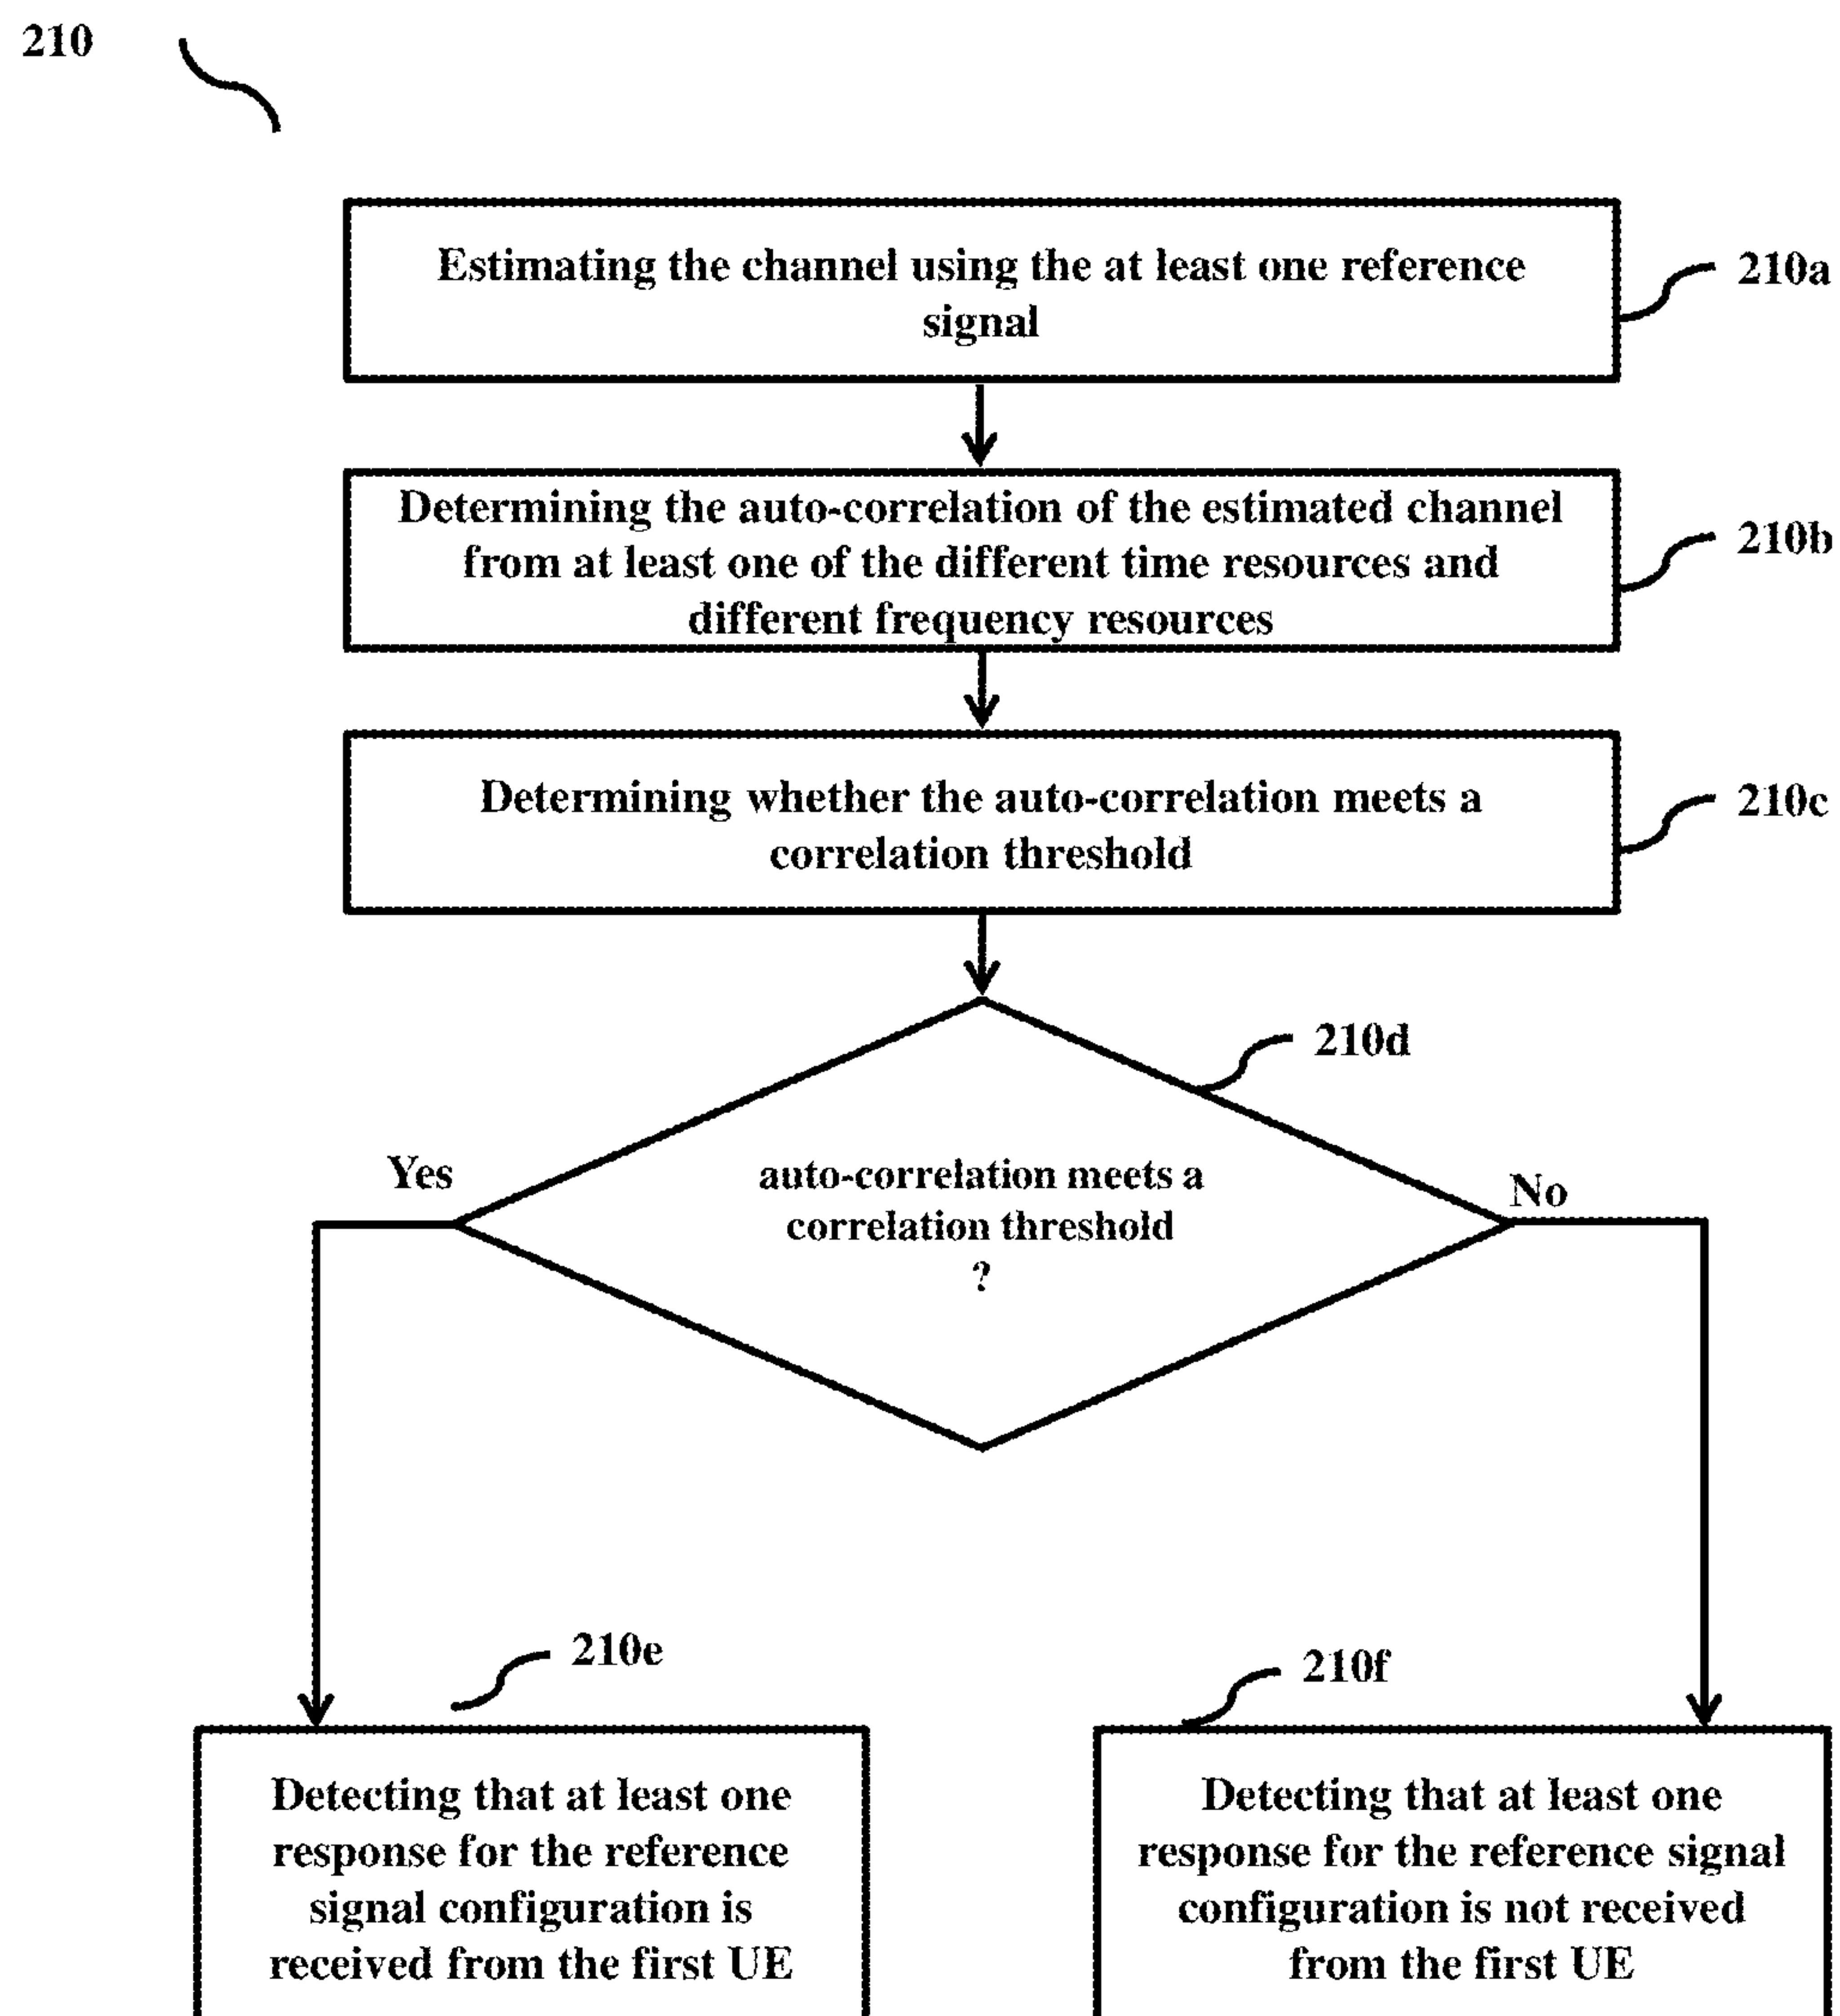 210
Estimating the channel using the at least one reference
signal
210a
Determining the auto-correlation of the estimated channel
from at least one of the different time resources and
different frequency resources
210b
Determining whether the auto-correlation meets a
correlation threshold
210c
210d
Yes
auto-correlation meets a
correlation threshold
?
No
210e
210f
Detecting that at least one
response for the reference
signal configuration is
received from the first UE
Detecting that at least one
response for the reference signal
configuration is not received
from the first UE